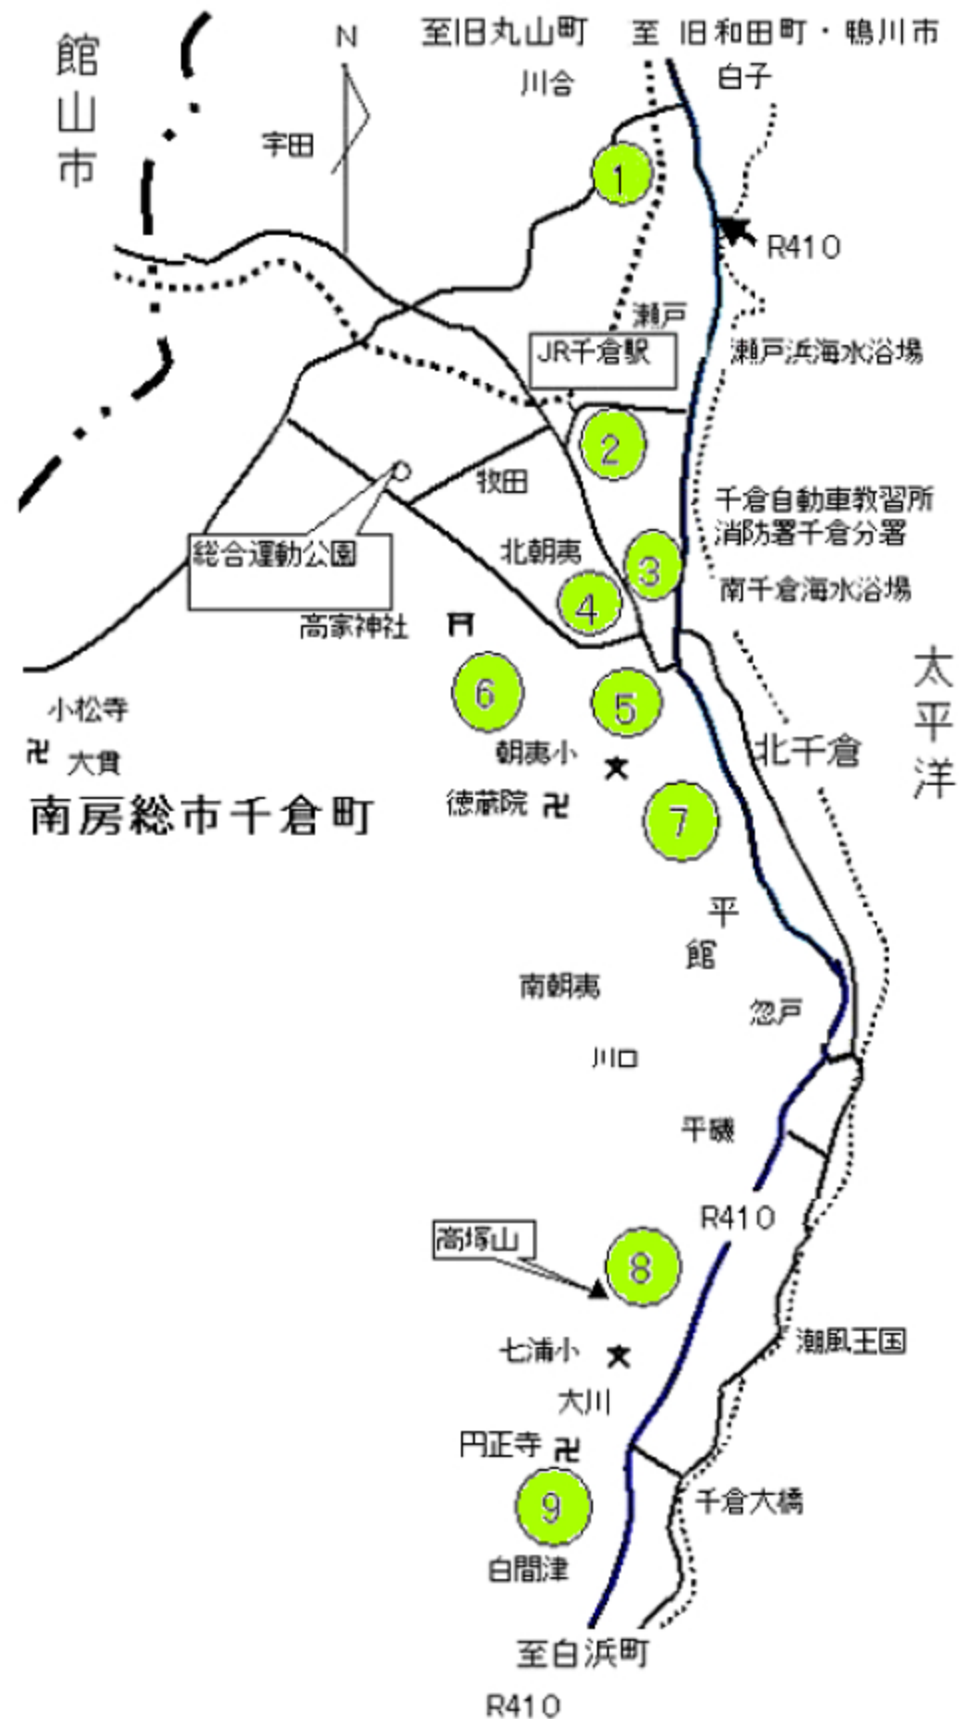 館山市
N
至旧丸山町
至 旧和田町・鴨川市
川合
白子
宇田
1
R410
瀬戸
JR千倉駅
瀬戸浜海水浴場
2
牧田
千倉自動車教習所
消防署千倉分署
総合運動公園
北朝夷
3
南千倉海水浴場
4
高家神社
太平洋
6
5
小松寺
大貫
朝夷小
北千倉
南房総市千倉町
徳蔵院
7
平館
南朝夷
忽戸
川口
平磯
R410
高塚山
8
七浦小
潮風王国
大川
円正寺
9
千倉大橋
白間津
至白浜町
R410